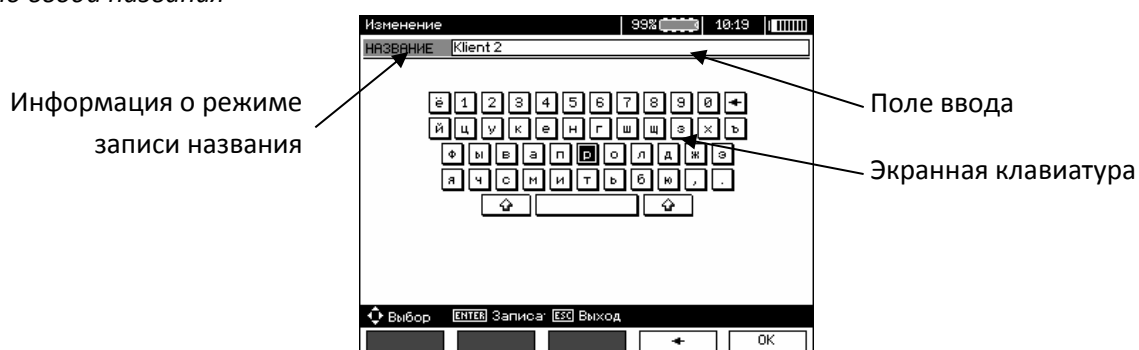 Изменение 99% 10:19
НАЗВАНИЕ Klient 2
Информация о режиме
записи названия
Поле ввода
Экранная клавиатура
ё 1 2 3 4 5 6 7 8 9 0
й ц у к е н г ш щ з х ъ
ф ы в а п р о л д ж э
я ч с м и т ь б ю , .
Выбор ENTER Записа ESC Выход
OK